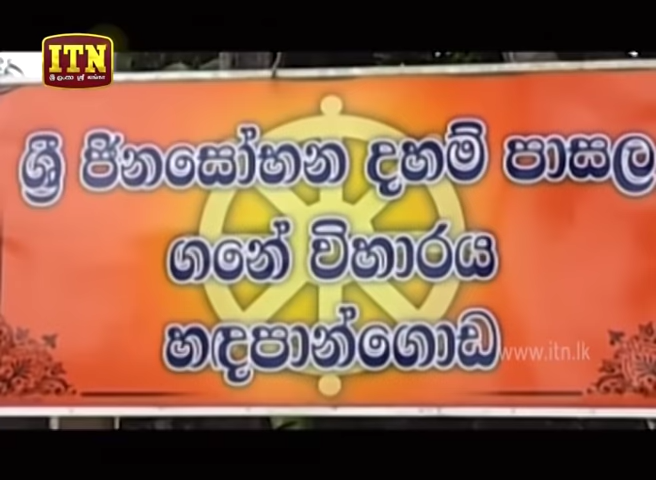 ITN
ශ්‍රී ජිනසෝභන දහම් පාසල
ගනේ විහාරය
හඳපාන්ගොඩ
www.itn.lk